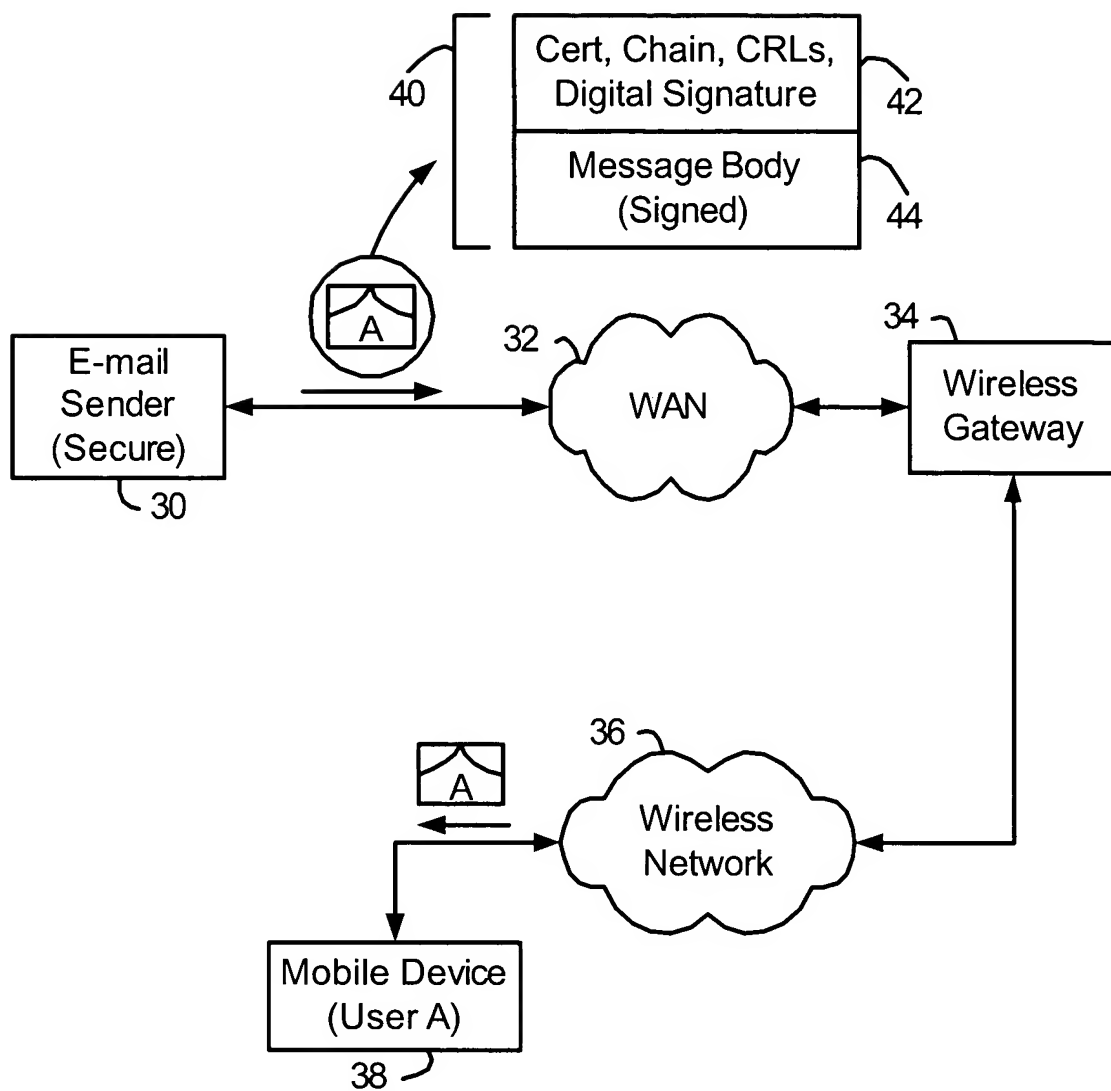 40
Cert, Chain, CRLs,
Digital Signature
42
Message Body
(Signed)
44
A
E-mail
Sender
(Secure)
30
32
WAN
34
Wireless
Gateway
36
A
Wireless
Network
Mobile Device
(User A)
38